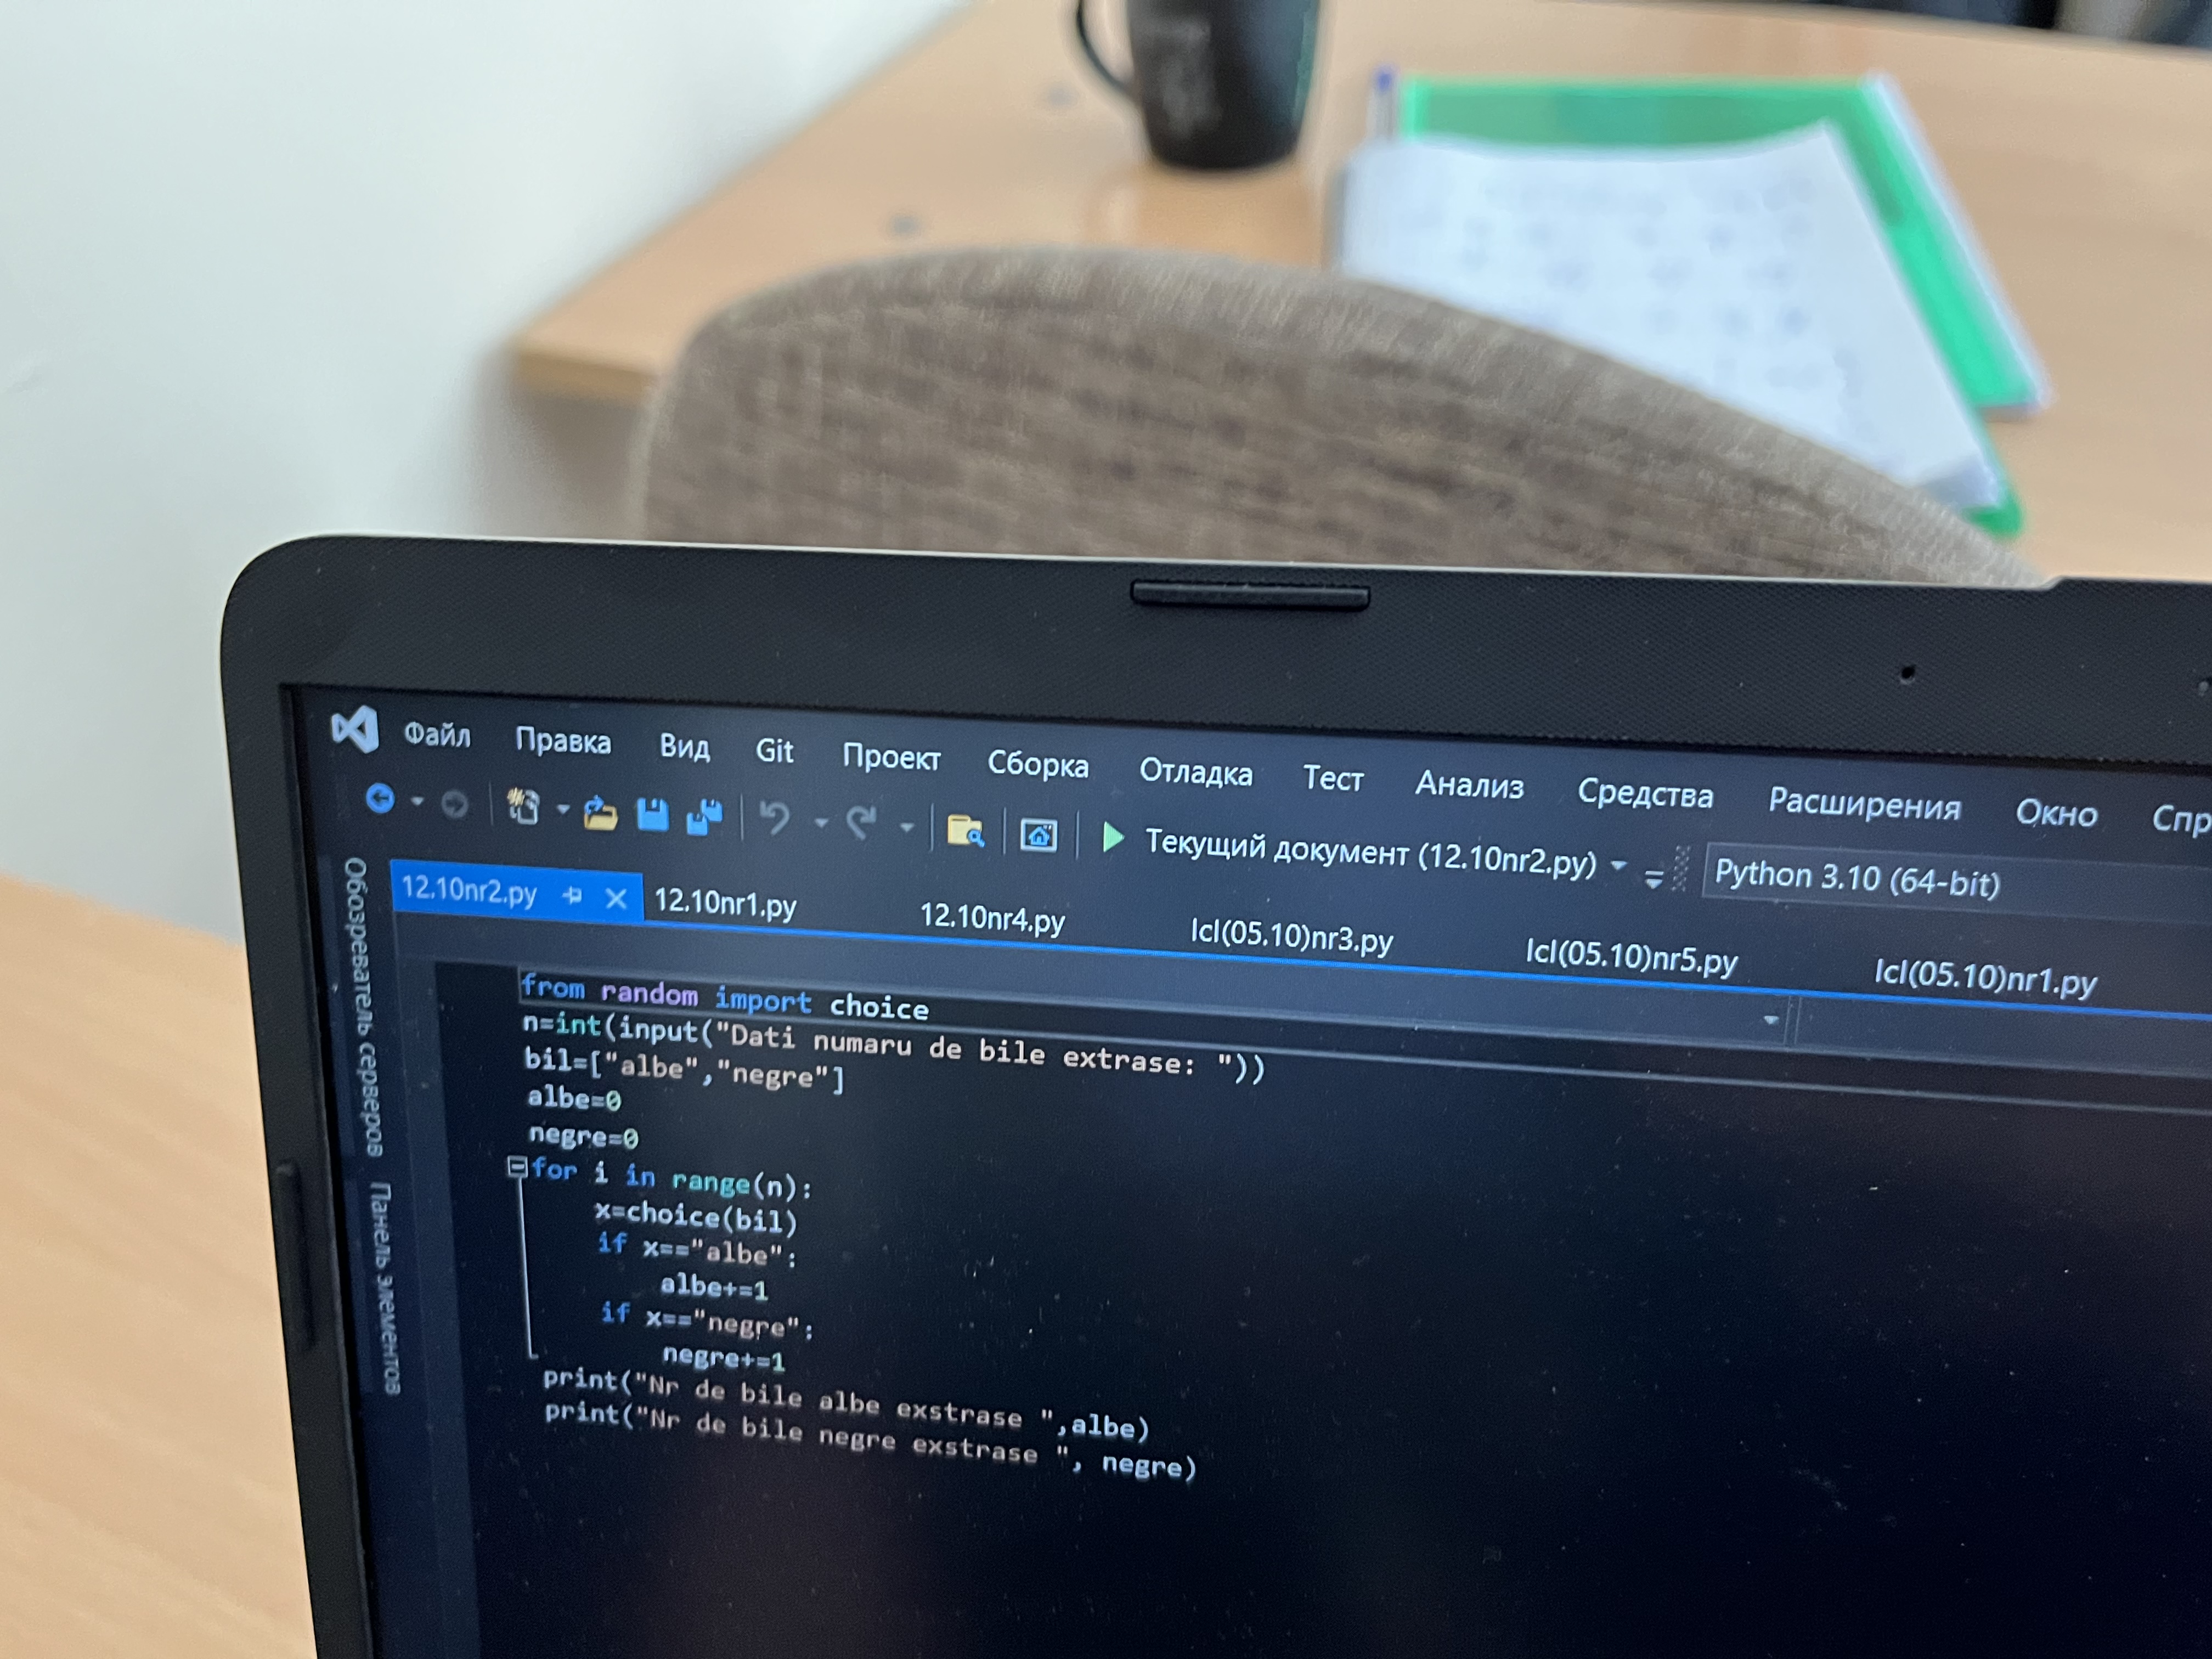 Файл Правка Вид Git Проект Сборка Отладка Тест Анализ Средства Расширения Окно
Текущий документ (12.10nr2.py) Python 3.10 (64-bit)
12.10nr2.py 12.10nr1.py 12.10nr4.py lcl(05.10)nr3.py lcl(05.10)nr5.py lcl(05.10)nr1.py
Обозреватель серверов
Панель элементов
from random import choice
n=int(input("Dati numaru de bile extrase: "))
bil=["albe","negre"]
albe=0
negre=0
for i in range(n):
    x=choice(bil)
    if x=="albe":
        albe+=1
    if x=="negre":
        negre+=1
print("Nr de bile albe exstrase ",albe)
print("Nr de bile negre exstrase ", negre)